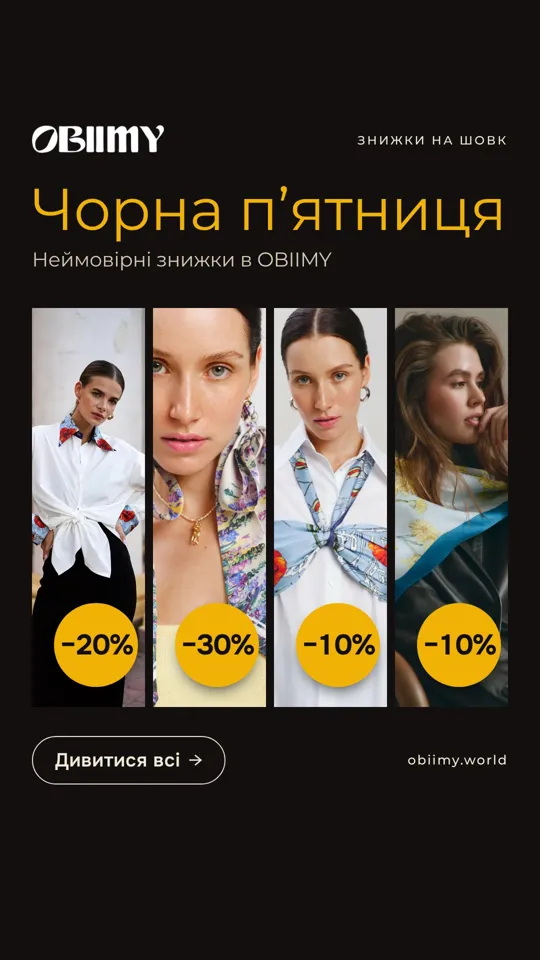 OBIIMY
ЗНИЖКИ НА ШОВК
Чорна п’ятниця
Неймовірні знижки в OBIIMY
-20%
-30%
-10%
-10%
Дивитися всі →
obiimy.world